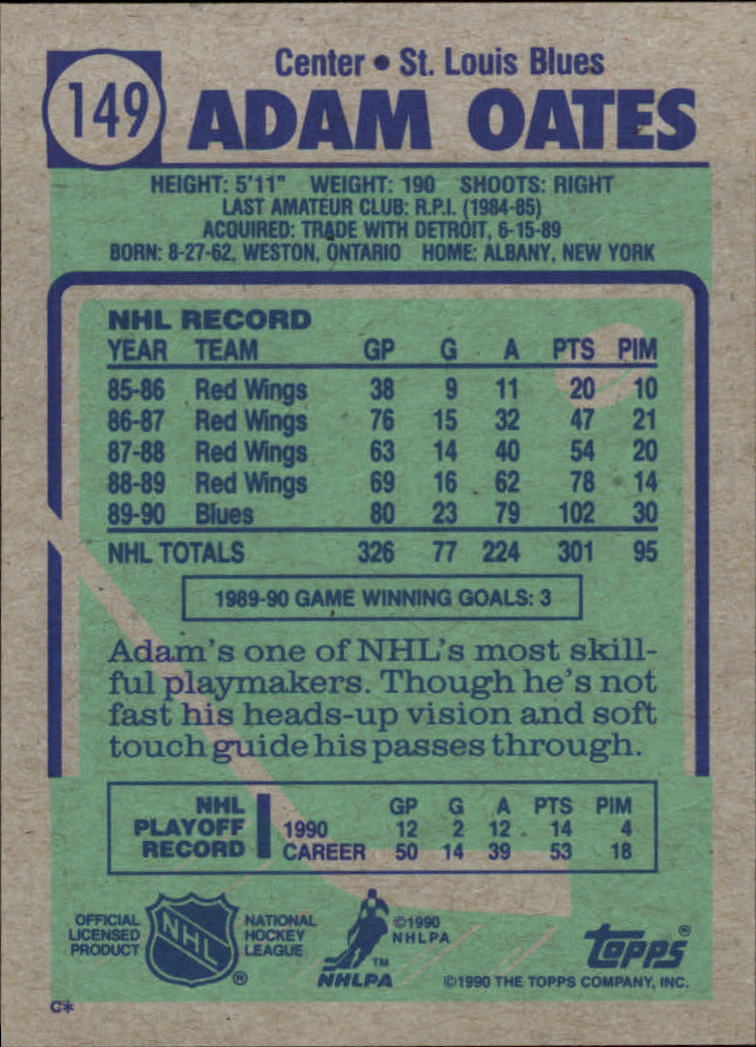 149
Center • St. Louis Blues
ADAM OATES
HEIGHT: 5'11" WEIGHT: 190 SHOOTS: RIGHT
LAST AMATEUR CLUB: R.P.I. (1984-85)
ACQUIRED: TRADE WITH DETROIT, 6-15-89
BORN: 8-27-62, WESTON, ONTARIO HOME: ALBANY, NEW YORK
NHL RECORD
YEAR TEAM GP G A PTS PIM
85-86 Red Wings 38 9 11 20 10
86-87 Red Wings 76 15 32 47 21
87-88 Red Wings 63 14 40 54 20
88-89 Red Wings 69 16 62 78 14
89-90 Blues 80 23 79 102 30
NHL TOTALS 326 77 224 301 95
1989-90 GAME WINNING GOALS: 3
Adam's one of NHL's most skill-
ful playmakers. Though he's not
fast his heads-up vision and soft
touch guide his passes through.
NHL PLAYOFF RECORD
GP G A PTS PIM
1990 12 2 12 14 4
CAREER 50 14 39 53 18
OFFICIAL
LICENSED
PRODUCT
NHL
®
NATIONAL
HOCKEY
LEAGUE
TM
NHLPA
©1990
NHLPA
TOPPS®
©1990 THE TOPPS COMPANY, INC.
C*